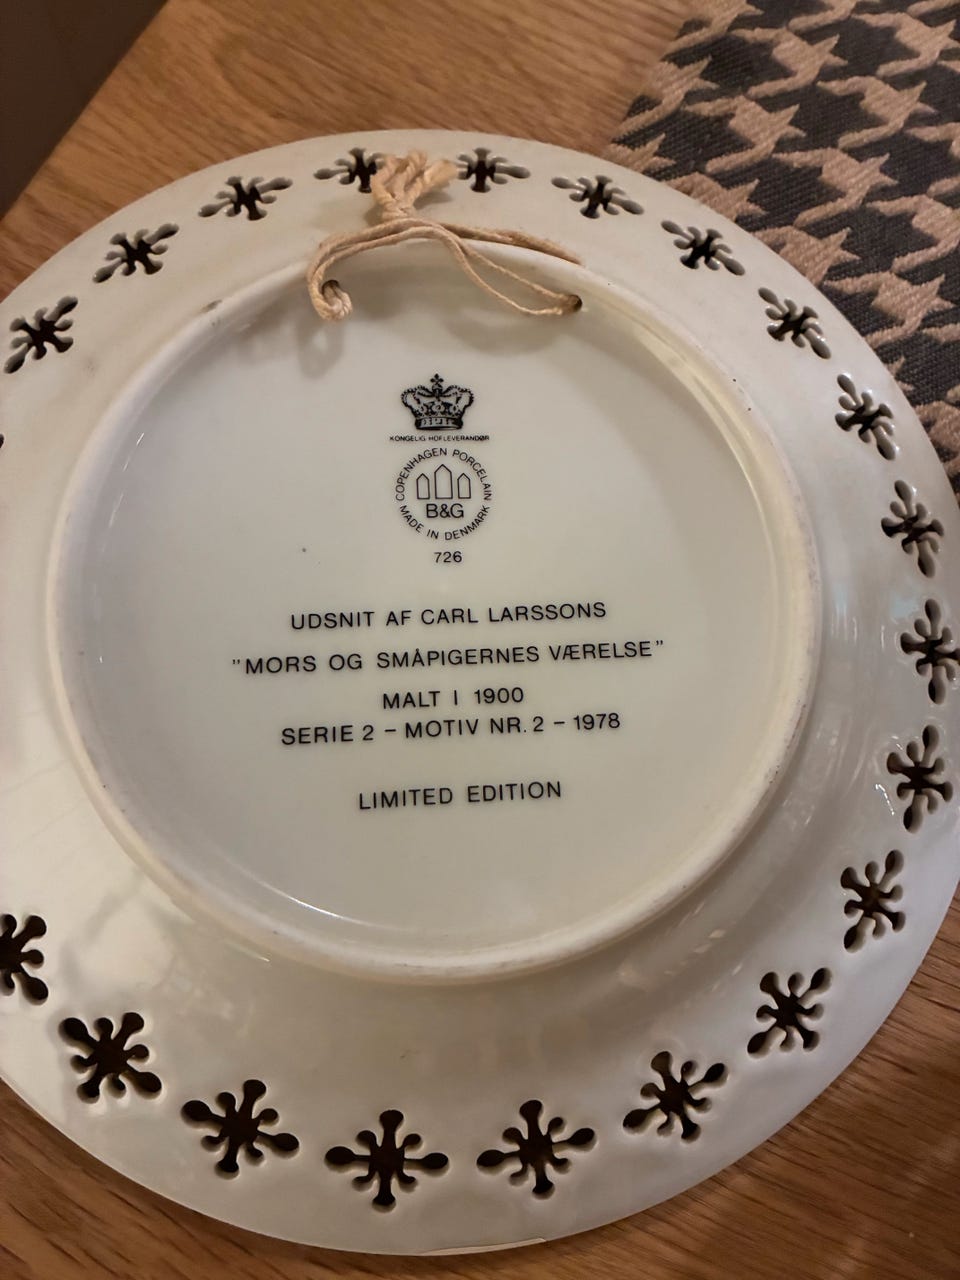 KONGELIG HOFLEVERANDØR
COPENHAGEN PORCELAIN
B&G
MADE IN DENMARK
726
UDSNIT AF CARL LARSSONS
"MORS OG SMÅPIGERNES VÆRELSE"
MALT I 1900
SERIE 2 – MOTIV NR. 2 – 1978
LIMITED EDITION